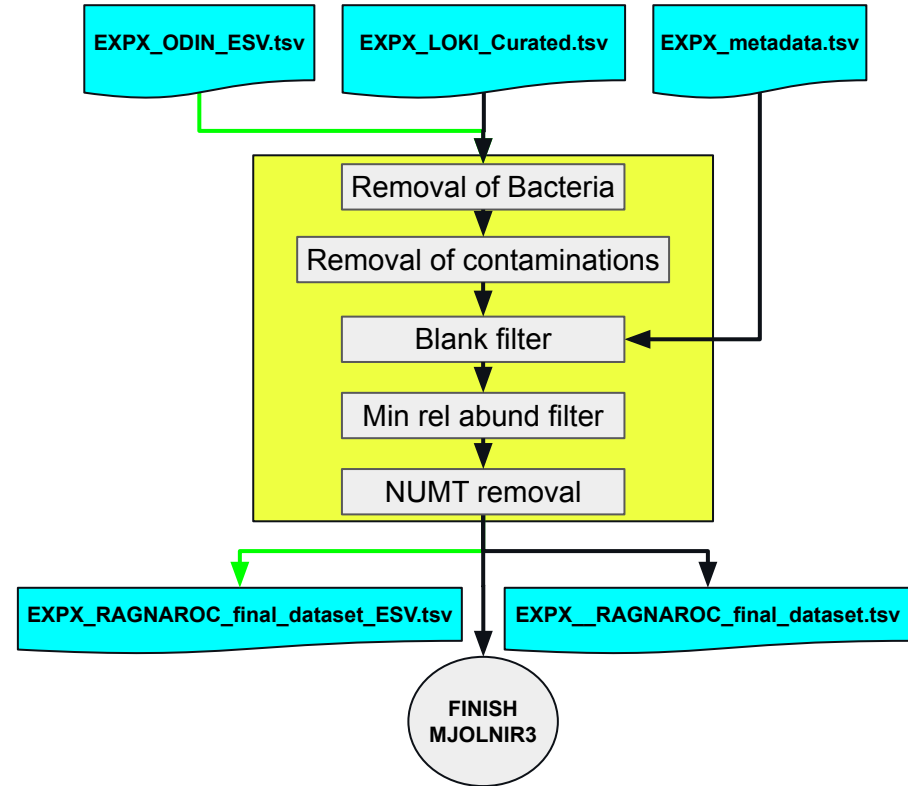 EXPX_ODIN_ESV.tsv
EXPX_LOKI_Curated.tsv
EXPX_metadata.tsv
Removal of Bacteria
Removal of contaminations
Blank filter
Min rel abund filter
NUMT removal
EXPX_RAGNAROC_final_dataset_ESV.tsv
EXPX__RAGNAROC_final_dataset.tsv
FINISH
MJOLNIR3